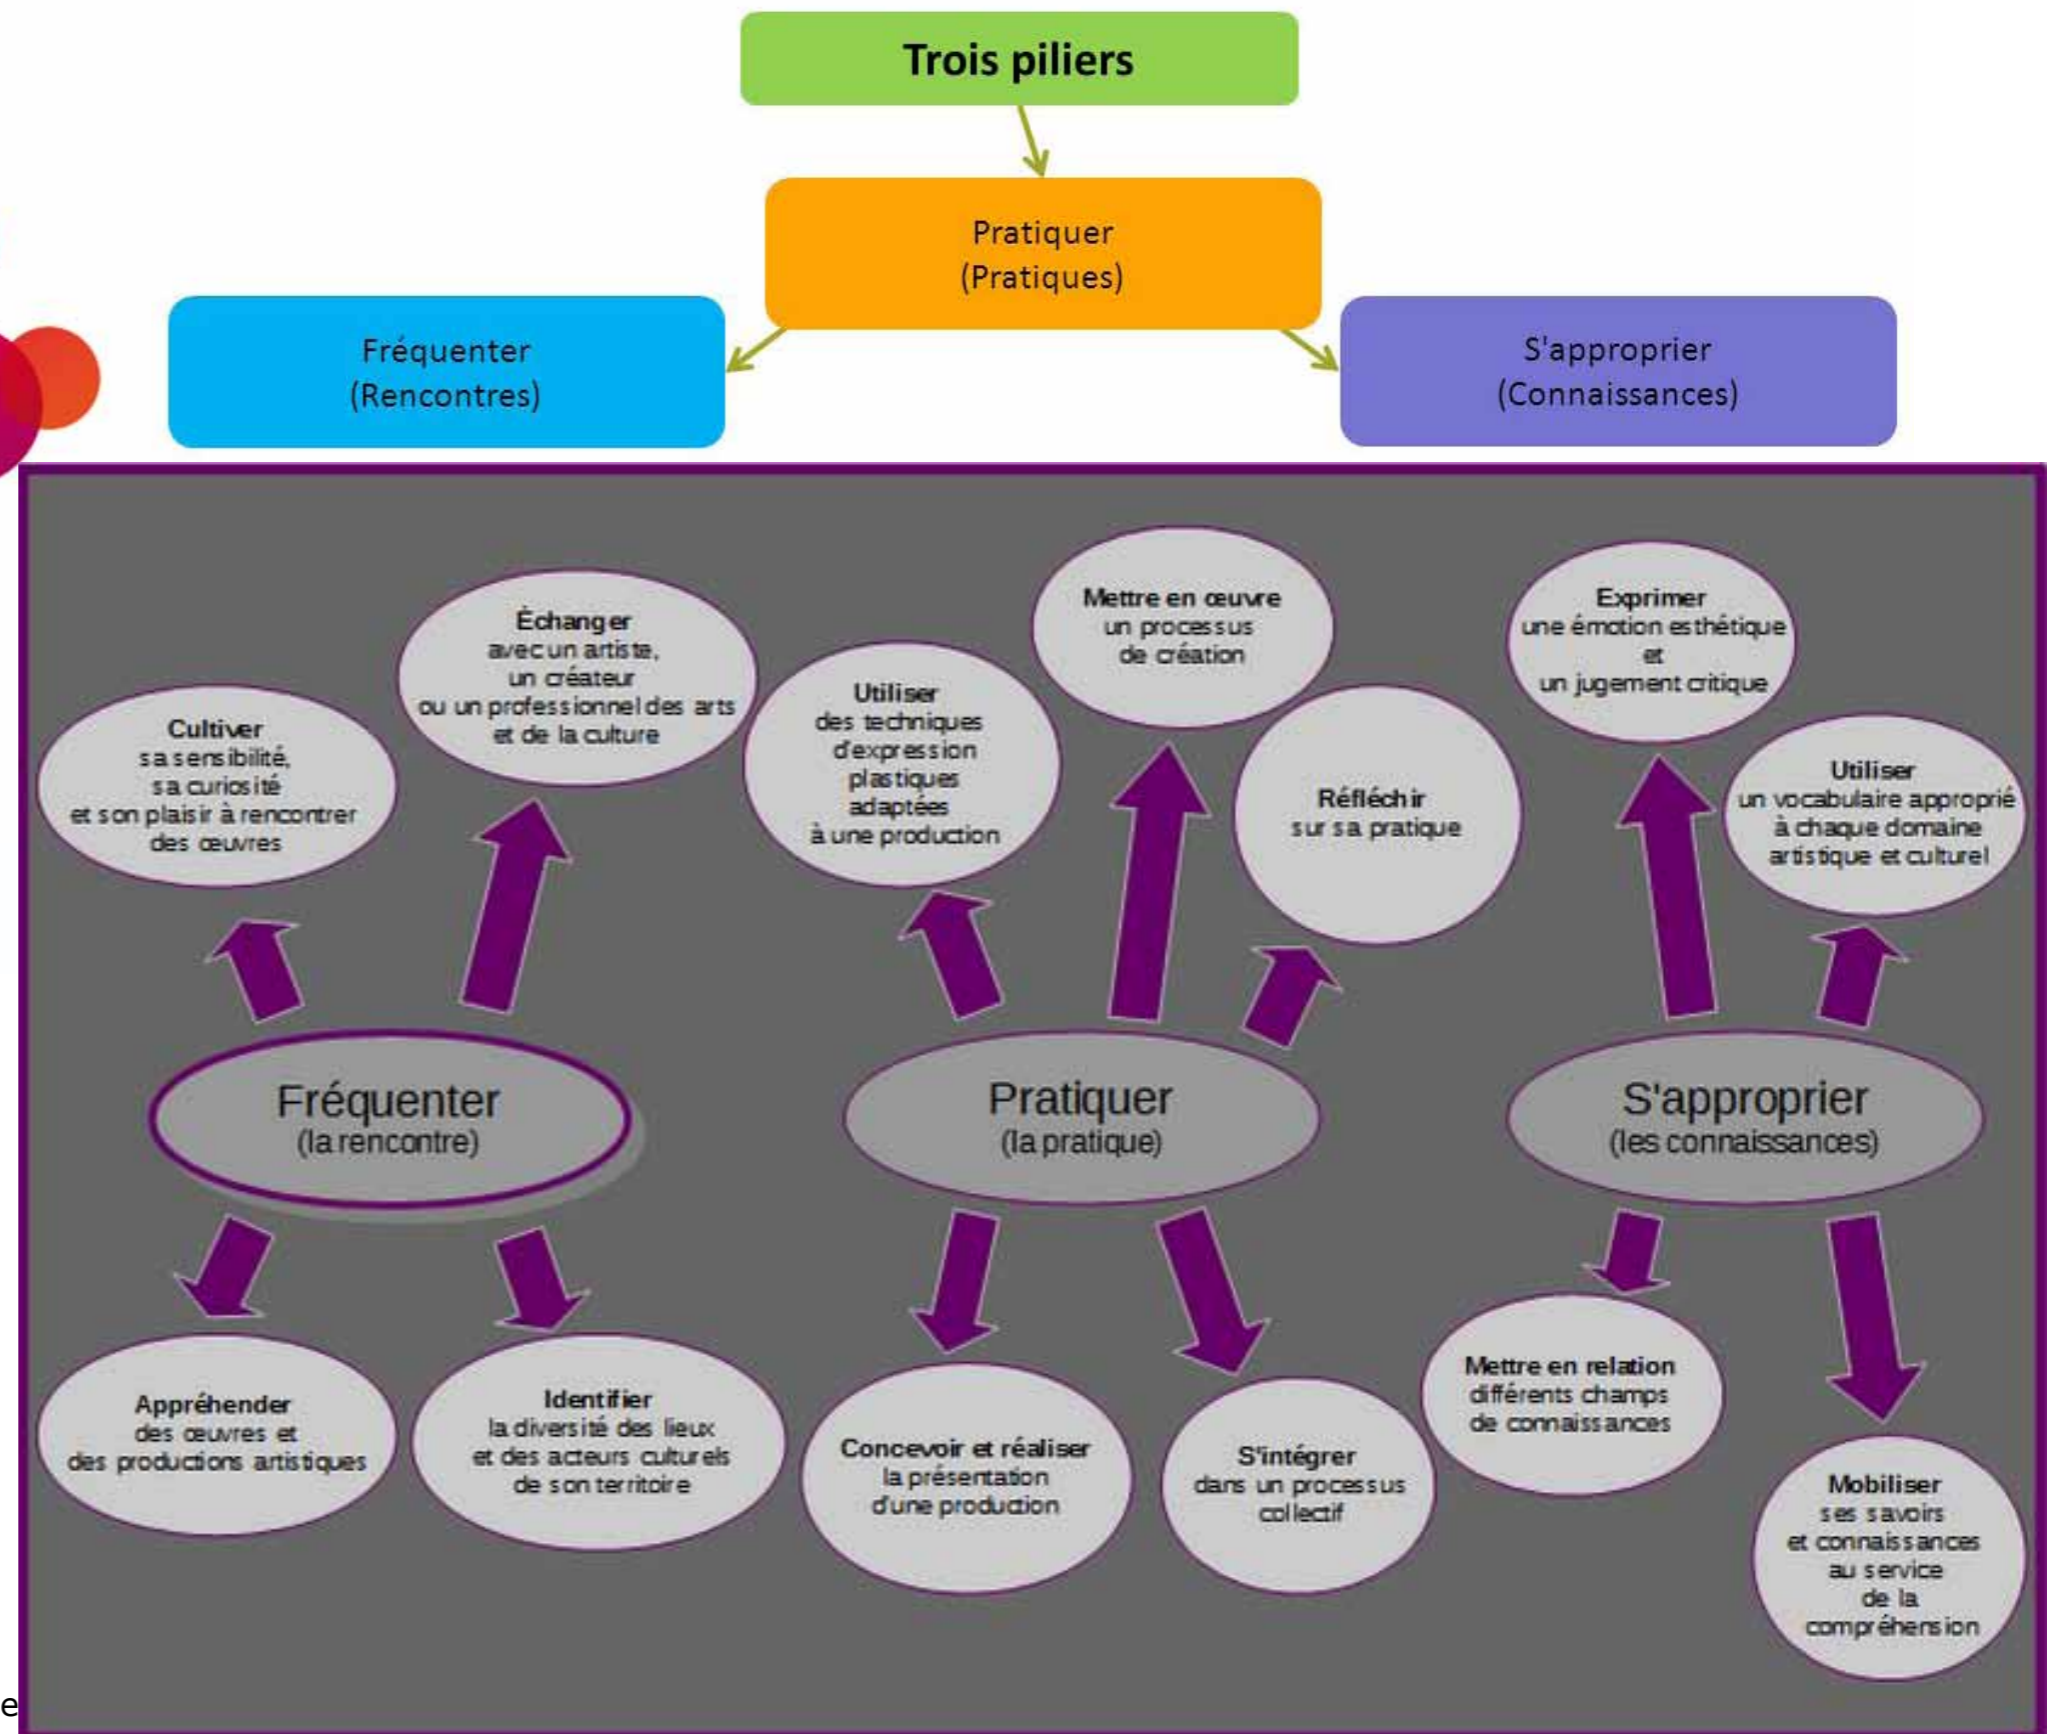 Trois piliers
Pratiquer
(Pratiques)
Fréquenter
(Rencontres)
S'approprier
(Connaissances)
Cultiver
sa sensibilité,
sa curiosité
et son plaisir à rencontrer
des œuvres
Échanger
avec un artiste,
un créateur
ou un professionnel des arts
et de la culture
Utiliser
des techniques
d'expression
plastiques
adaptées
à une production
Mettre en œuvre
un processus
de création
Réfléchir
sur sa pratique
Exprimer
une émotion esthétique
et
un jugement critique
Utiliser
un vocabulaire approprié
à chaque domaine
artistique et culturel
Fréquenter
(la rencontre)
Pratiquer
(la pratique)
S'approprier
(les connaissances)
Appréhender
des œuvres et
des productions artistiques
Identifier
la diversité des lieux
et des acteurs culturels
de son territoire
Concevoir et réaliser
la présentation
d'une production
S'intégrer
dans un processus
collectif
Mettre en relation
différents champs
de connaissances
Mobiliser
ses savoirs
et connaissances
au service
de la
compréhension
e